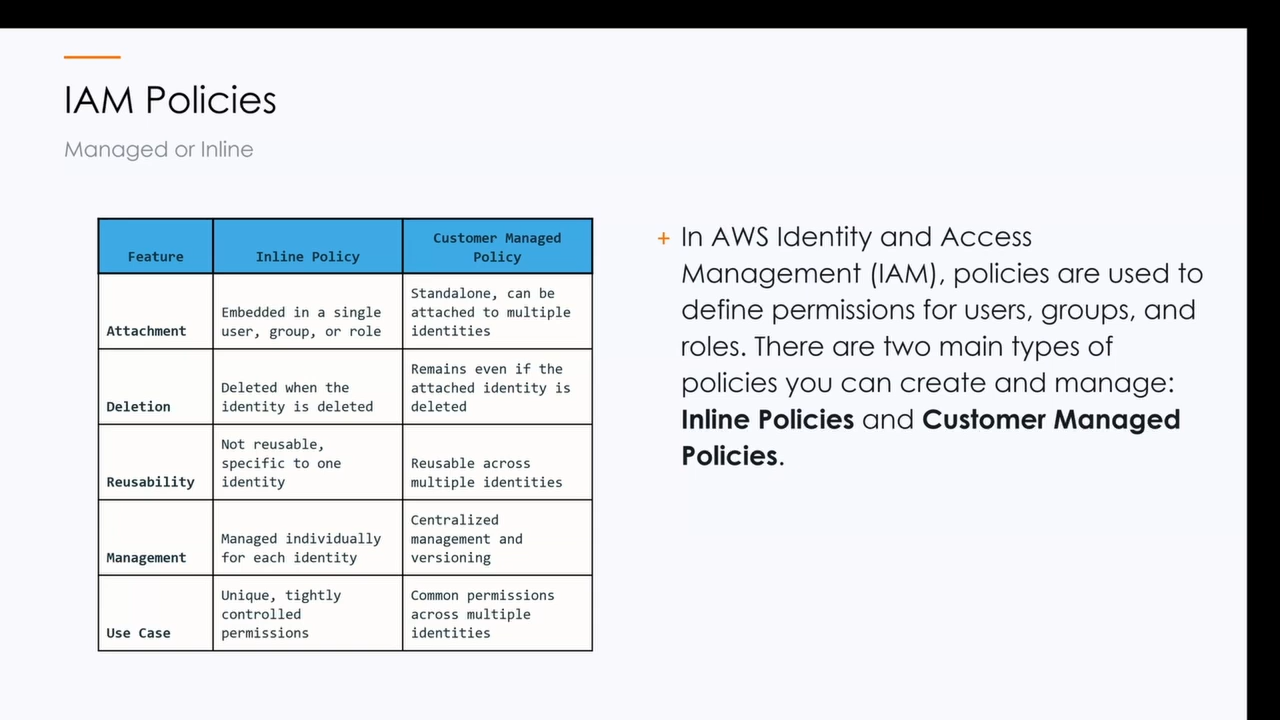 IAM Policies
Managed or Inline
Feature
Inline Policy
Customer Managed
Policy
Attachment
Embedded in a single
user, group, or role
Standalone, can be
attached to multiple
identities
Deletion
Deleted when the
identity is deleted
Remains even if the
attached identity is
deleted
Reusability
Not reusable,
specific to one
identity
Reusable across
multiple identities
Management
Managed individually
for each identity
Centralized
management and
versioning
Use Case
Unique, tightly
controlled
permissions
Common permissions
across multiple
identities
+ In AWS Identity and Access
Management (IAM), policies are used to
define permissions for users, groups, and
roles. There are two main types of
policies you can create and manage:
Inline Policies and Customer Managed
Policies.